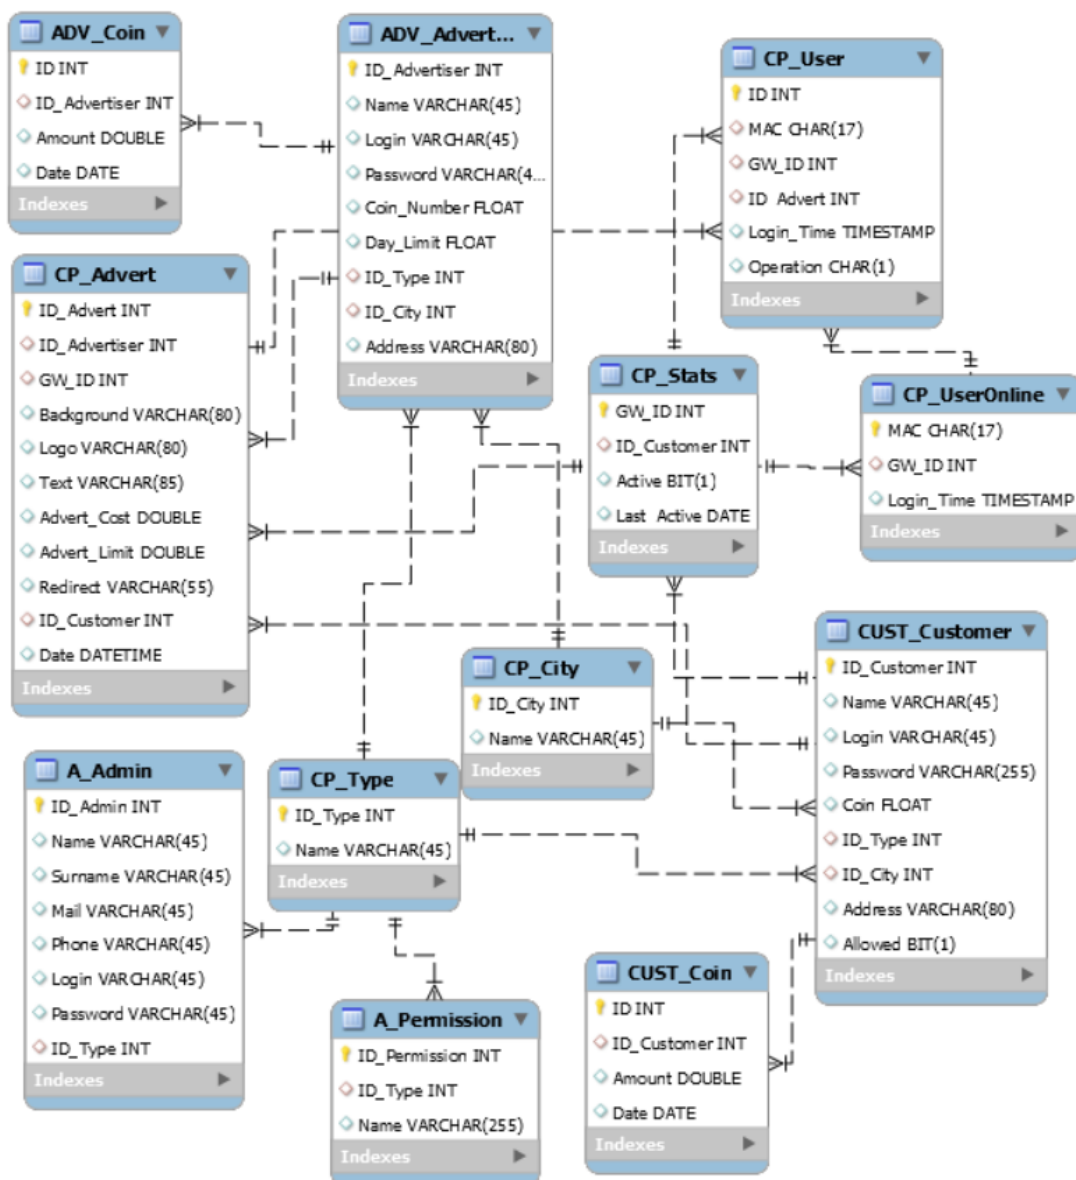 ADV_Coin
ID INT
ID_Advertiser INT
Amount DOUBLE
Date DATE
Indexes
ADV_Advert...
ID_Advertiser INT
Name VARCHAR(45)
Login VARCHAR(45)
Password VARCHAR(4...
Coin_Number FLOAT
Day_Limit FLOAT
ID_Type INT
ID_City INT
Address VARCHAR(80)
Indexes
CP_User
ID INT
MAC CHAR(17)
GW_ID INT
ID_Advert INT
Login_Time TIMESTAMP
Operation CHAR(1)
Indexes
CP_Advert
ID_Advert INT
ID_Advertiser INT
GW_ID INT
Background VARCHAR(80)
Logo VARCHAR(80)
Text VARCHAR(85)
Advert_Cost DOUBLE
Advert_Limit DOUBLE
Redirect VARCHAR(55)
ID_Customer INT
Date DATETIME
Indexes
CP_Stats
GW_ID INT
ID_Customer INT
Active BIT(1)
Last_Active DATE
Indexes
CP_UserOnline
MAC CHAR(17)
GW_ID INT
Login_Time TIMESTAMP
Indexes
CUST_Customer
ID_Customer INT
Name VARCHAR(45)
Login VARCHAR(45)
Password VARCHAR(255)
Coin FLOAT
ID_Type INT
ID_City INT
Address VARCHAR(80)
Allowed BIT(1)
Indexes
CP_City
ID_City INT
Name VARCHAR(45)
Indexes
A_Admin
ID_Admin INT
Name VARCHAR(45)
Surname VARCHAR(45)
Mail VARCHAR(45)
Phone VARCHAR(45)
Login VARCHAR(45)
Password VARCHAR(45)
ID_Type INT
Indexes
CP_Type
ID_Type INT
Name VARCHAR(45)
Indexes
A_Permission
ID_Permission INT
ID_Type INT
Name VARCHAR(255)
Indexes
CUST_Coin
ID INT
ID_Customer INT
Amount DOUBLE
Date DATE
Indexes